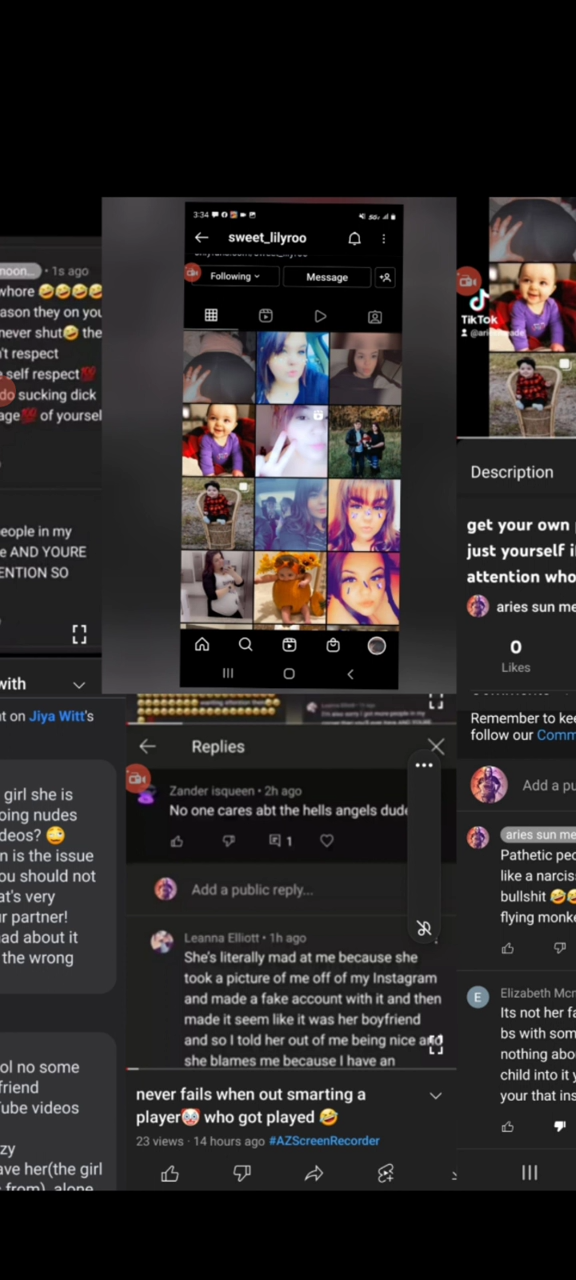 3:34
sweet_lilyroo
Following
Message
noon... • 1s ago
whore 🤣🤣🤣🤣
ason they on you
never shut🤣 the
't respect
e self respect💯
do sucking dick
age💯 of yoursel
eople in my
e AND YOURE
ENTION SO
with
nt on Jiya Witt's
girl she is
oing nudes
deos? 😳
n is the issue
ou should not
at's very
r partner!
ad about it
the wrong
ol no some
friend
Tube videos
zy
ave her(the girl
s from), alone
TikTok
Description
get your own
just yourself
attention who
aries sun me
0
Likes
Remember to kee
follow our Comm
Add a pu
aries sun me
Pathetic peo
like a narcis
bullshit 🤣🤣
flying monke
E
Elizabeth Mcn
Its not her fa
bs with som
nothing abo
child into it y
your that ins
Replies
Zander isqueen • 2h ago
No one cares abt the hells angels dude
1
Add a public reply...
Leanna Elliott • 1h ago
She's literally mad at me because she
took a picture of me off of my Instagram
and made a fake account with it and then
made it seem like it was her boyfriend
and so I told her out of me being nice and
she blames me because I have an
never fails when out smarting a
player🤡 who got played 🤣
23 views · 14 hours ago #AZScreenRecorder